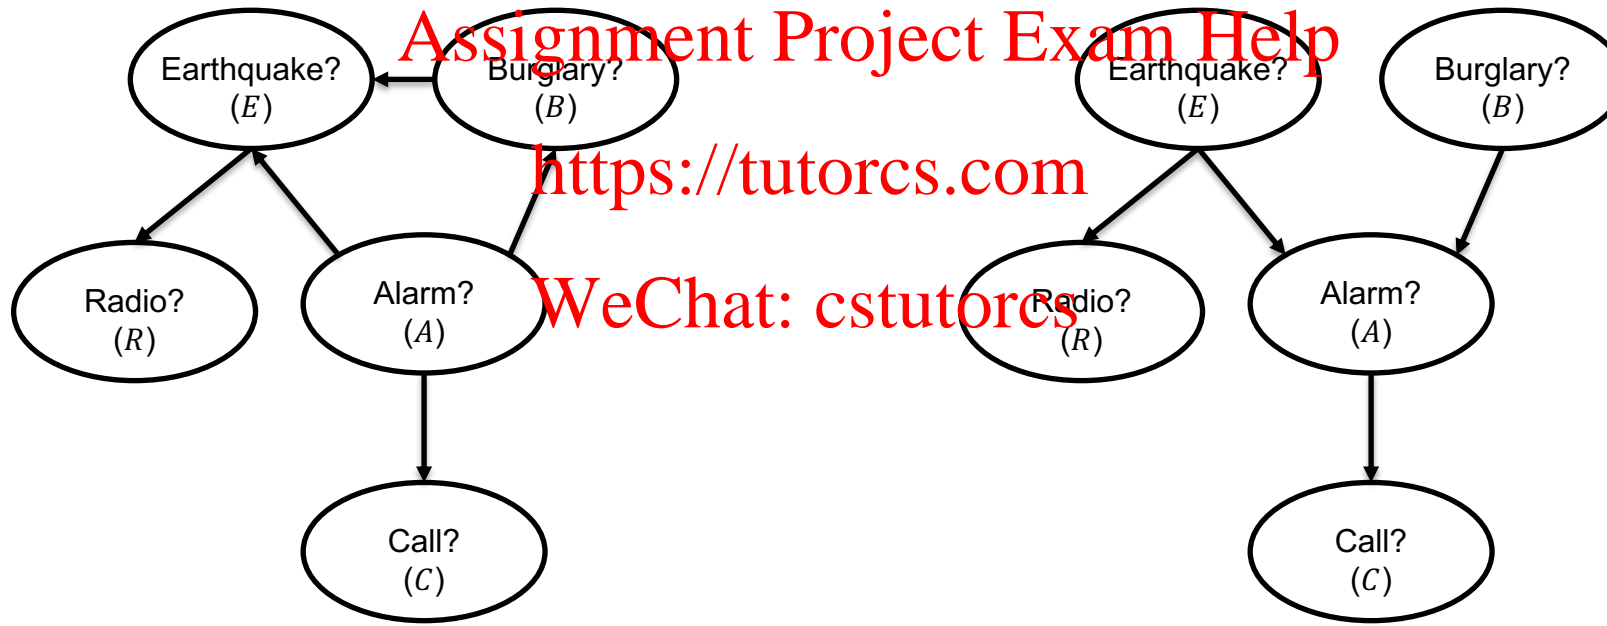 Assignment Project Exam Help
Earthquake?
(E)
Burglary?
(B)
Earthquake?
(E)
Burglary?
(B)
https://tutorcs.com
Radio?
(R)
Alarm?
(A)
WeChat: cstutorcs
Radio?
(R)
Alarm?
(A)
Call?
(C)
Call?
(C)